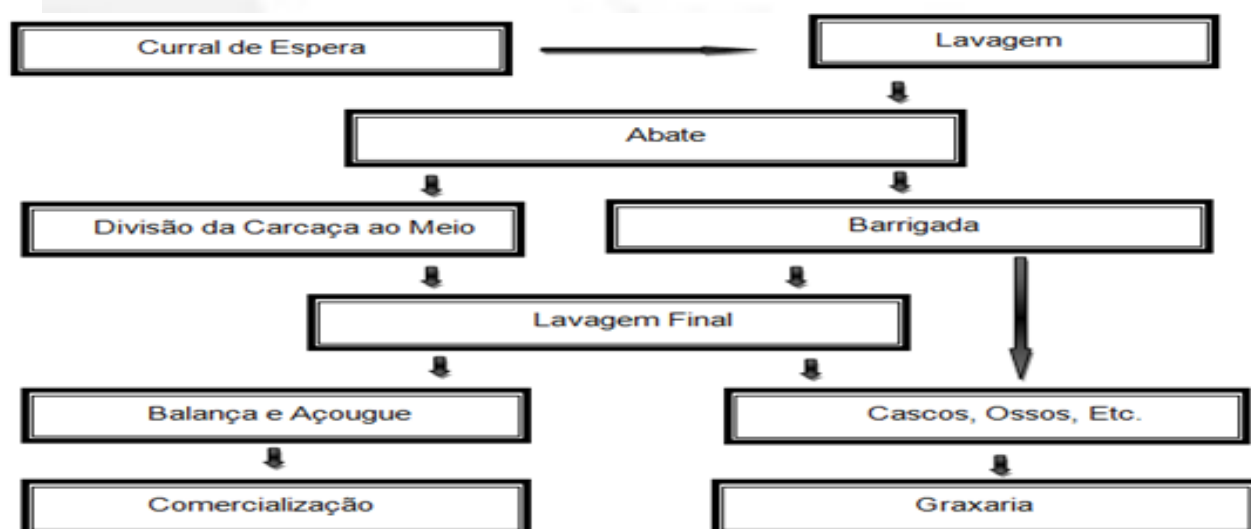 Curral de Espera
Lavagem
Abate
Divisão da Carcaça ao Meio
Barrigada
Lavagem Final
Balança e Açougue
Cascos, Ossos, Etc.
Comercialização
Graxaria